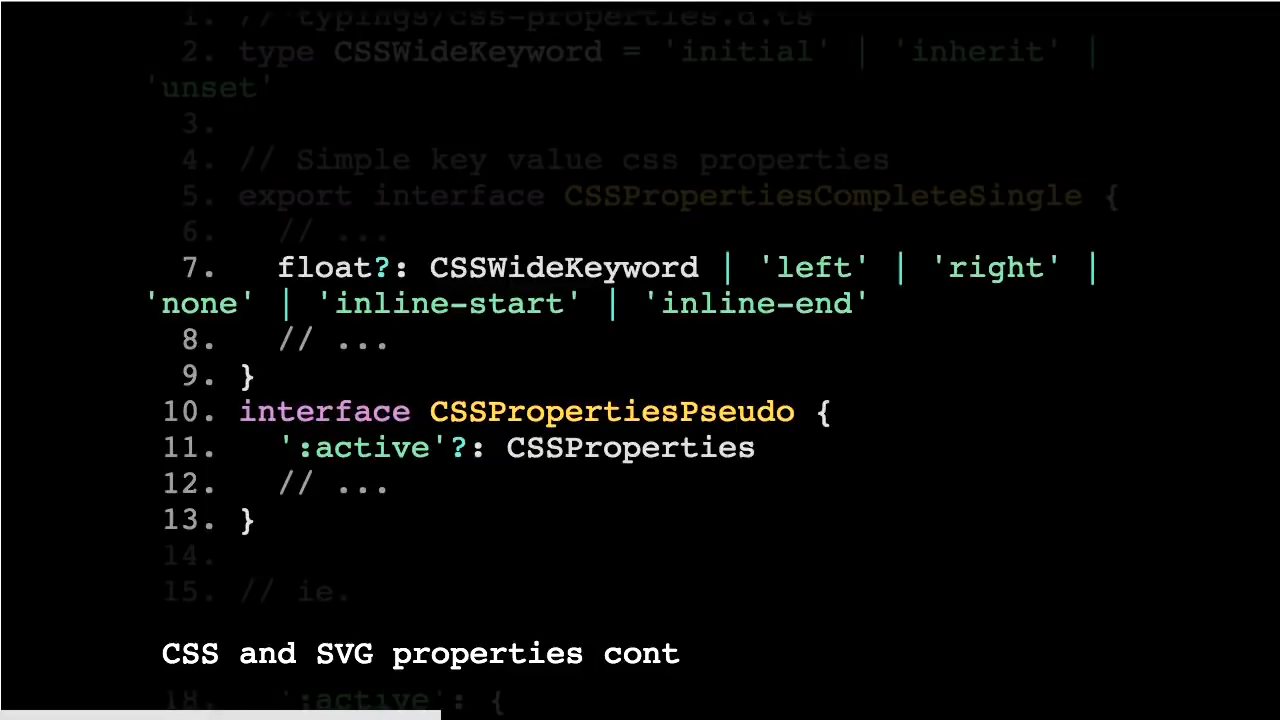 1. // typings/css-properties.d.ts
2. type CSSWideKeyword = 'initial' | 'inherit' |
'unset'
3.
4. // Simple key value css properties
5. export interface CSSPropertiesCompleteSingle {
6. // ...
7. float?: CSSWideKeyword | 'left' | 'right' |
'none' | 'inline-start' | 'inline-end'
8. // ...
9. }
10. interface CSSPropertiesPseudo {
11. ':active'?: CSSProperties
12. // ...
13. }
14.
15. // ie.
CSS and SVG properties cont
18. ':active': {